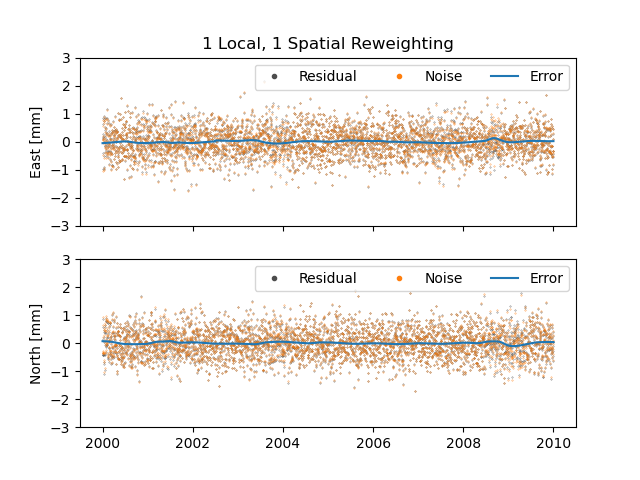 1 Local, 1 Spatial Reweighting
3
2
1
0
−1
−2
−3
East [mm]
Residual Noise Error
3
2
1
0
−1
−2
−3
North [mm]
Residual Noise Error
2000 2002 2004 2006 2008 2010